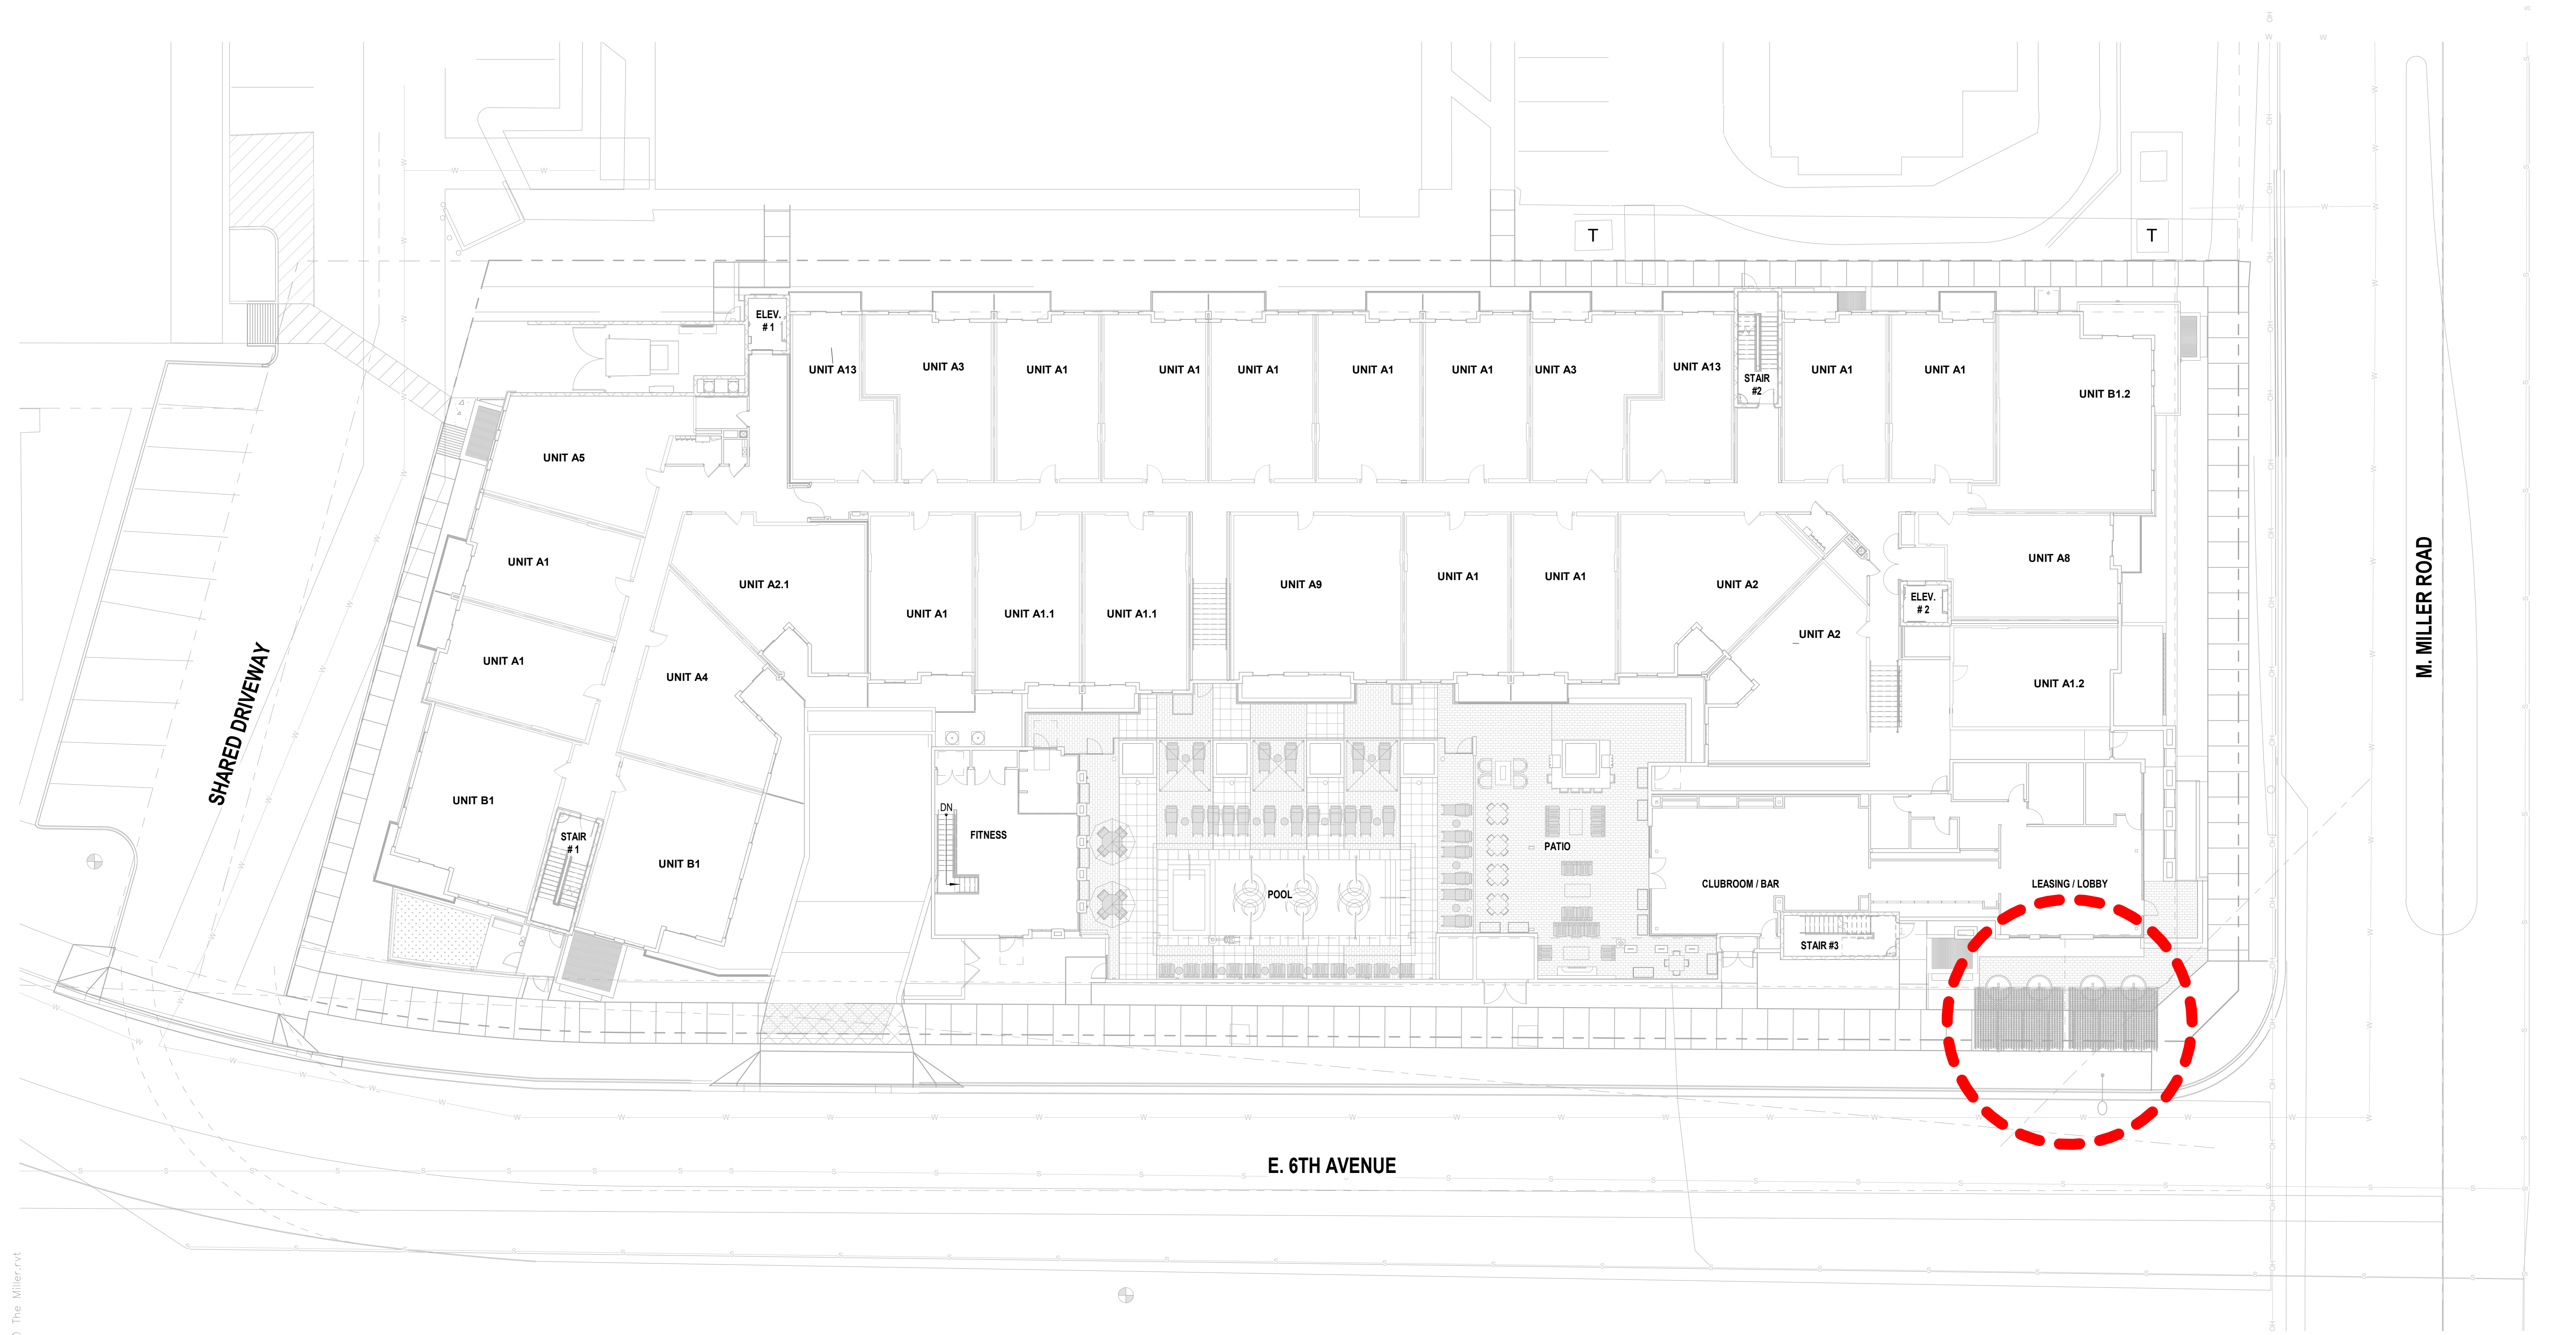 T
T
ELEV.
# 1
UNIT A13
UNIT A3
UNIT A1
UNIT A1
UNIT A1
UNIT A1
UNIT A1
UNIT A3
UNIT A13
STAIR
#2
UNIT A1
UNIT A1
UNIT B1.2
UNIT A5
UNIT A1
UNIT A2.1
UNIT A1
UNIT A1.1
UNIT A1.1
UNIT A9
UNIT A1
UNIT A1
UNIT A2
UNIT A2
ELEV.
# 2
UNIT A8
UNIT A1.2
M. MILLER ROAD
SHARED DRIVEWAY
UNIT A1
UNIT A4
UNIT B1
STAIR
# 1
UNIT B1
DN
FITNESS
POOL
PATIO
CLUBROOM / BAR
LEASING / LOBBY
STAIR #3
E. 6TH AVENUE
The Miller.rvt